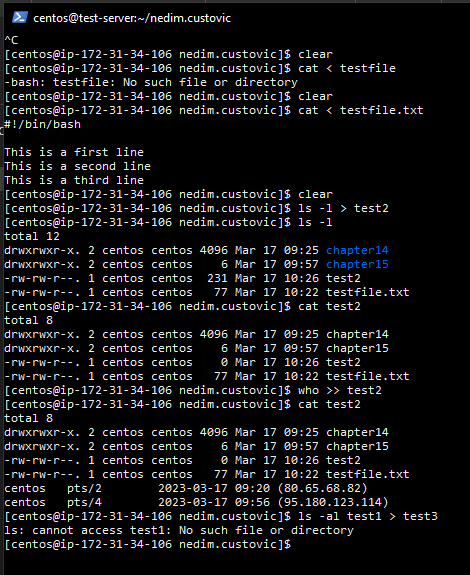 centos@test-server:~/nedim.custovic
^C
[centos@ip-172-31-34-106 nedim.custovic]$ clear
[centos@ip-172-31-34-106 nedim.custovic]$ cat < testfile
-bash: testfile: No such file or directory
[centos@ip-172-31-34-106 nedim.custovic]$ clear
[centos@ip-172-31-34-106 nedim.custovic]$ cat < testfile.txt
#!/bin/bash

This is a first line
This is a second line
This is a third line
[centos@ip-172-31-34-106 nedim.custovic]$ clear
[centos@ip-172-31-34-106 nedim.custovic]$ ls -l > test2
[centos@ip-172-31-34-106 nedim.custovic]$ ls -l
total 12
drwxrwxr-x. 2 centos centos 4096 Mar 17 09:25 chapter14
drwxrwxr-x. 2 centos centos    6 Mar 17 09:57 chapter15
-rw-rw-r--. 1 centos centos  231 Mar 17 10:26 test2
-rw-rw-r--. 1 centos centos   77 Mar 17 10:22 testfile.txt
[centos@ip-172-31-34-106 nedim.custovic]$ cat test2
total 8
drwxrwxr-x. 2 centos centos 4096 Mar 17 09:25 chapter14
drwxrwxr-x. 2 centos centos    6 Mar 17 09:57 chapter15
-rw-rw-r--. 1 centos centos    0 Mar 17 10:26 test2
-rw-rw-r--. 1 centos centos   77 Mar 17 10:22 testfile.txt
[centos@ip-172-31-34-106 nedim.custovic]$ who >> test2
[centos@ip-172-31-34-106 nedim.custovic]$ cat test2
total 8
drwxrwxr-x. 2 centos centos 4096 Mar 17 09:25 chapter14
drwxrwxr-x. 2 centos centos    6 Mar 17 09:57 chapter15
-rw-rw-r--. 1 centos centos    0 Mar 17 10:26 test2
-rw-rw-r--. 1 centos centos   77 Mar 17 10:22 testfile.txt
centos   pts/2        2023-03-17 09:20 (80.65.68.82)
centos   pts/4        2023-03-17 09:56 (95.180.123.114)
[centos@ip-172-31-34-106 nedim.custovic]$ ls -al test1 > test3
ls: cannot access test1: No such file or directory
[centos@ip-172-31-34-106 nedim.custovic]$